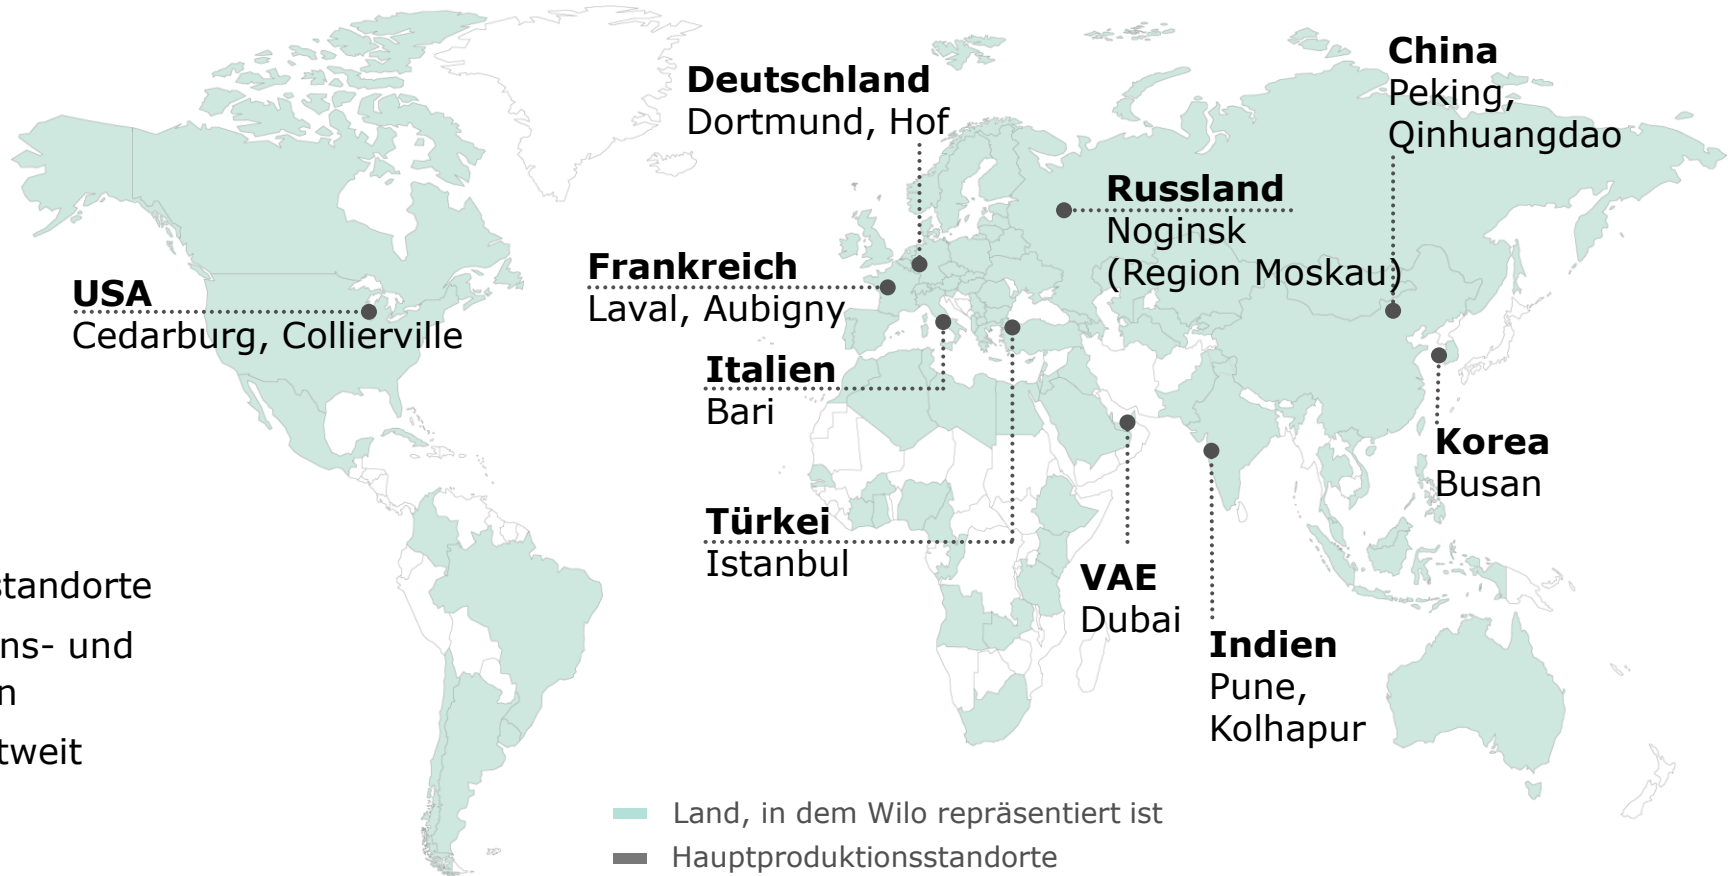 China
Peking,
Qinhuangdao
Deutschland
Dortmund, Hof
Russland
Noginsk
(Region Moskau)
Frankreich
Laval, Aubigny
USA
Cedarburg, Collierville
Italien
Bari
Korea
Busan
Türkei
Istanbul
VAE
Dubai
Indien
Pune,
Kolhapur
standorte
ns- und
n
tweit
Land, in dem Wilo repräsentiert ist
Hauptproduktionsstandorte